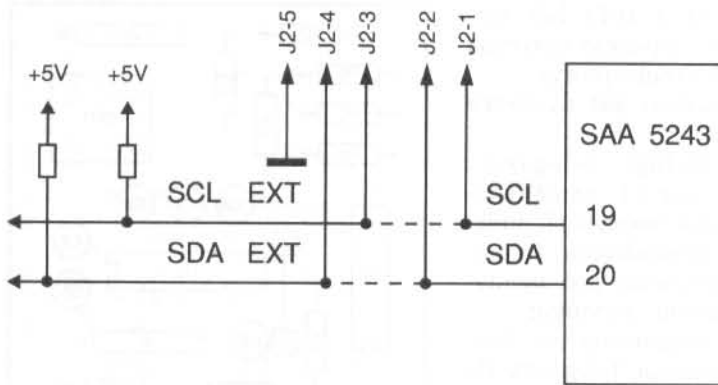 J2-5
J2-4
J2-3
J2-2
J2-1
+5V
+5V
SAA 5243
SCL EXT
SCL
19
SDA EXT
SDA
20